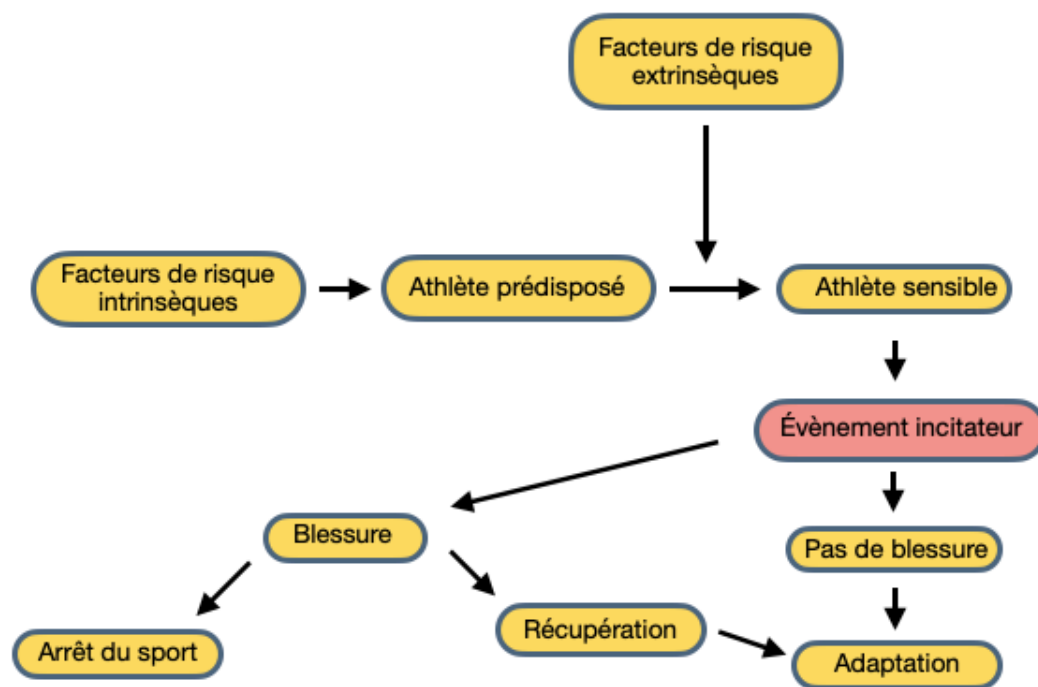 Facteurs de risque
extrinsèques
Facteurs de risque
intrinsèques
Athlète prédisposé
Athlète sensible
Évènement incitateur
Blessure
Pas de blessure
Récupération
Arrêt du sport
Adaptation